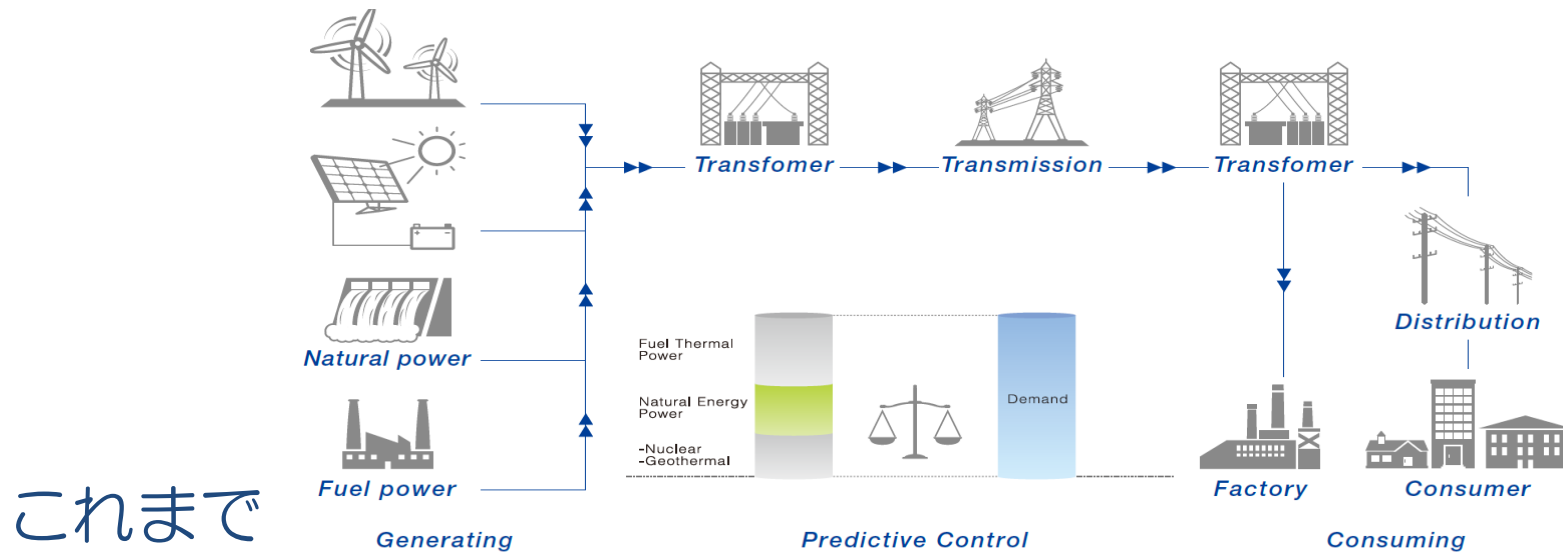 Transfomer
Transmission
Transfomer
Distribution
Natural power
Fuel Thermal
Power
Natural Energy
Power
-Nuclear
-Geothermal
Demand
Fuel power
Factory
Consumer
これまで
Generating
Predictive Control
Consuming